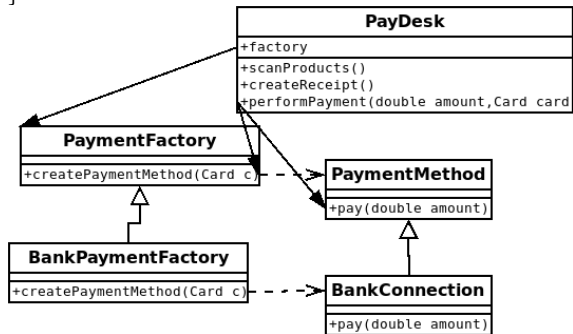 PayDesk
+factory
+scanProducts()
+createReceipt()
+performPayment(double amount,Card card
PaymentFactory
+createPaymentMethod(Card c)
PaymentMethod
+pay(double amount)
BankPaymentFactory
+createPaymentMethod(Card c)
BankConnection
+pay(double amount)